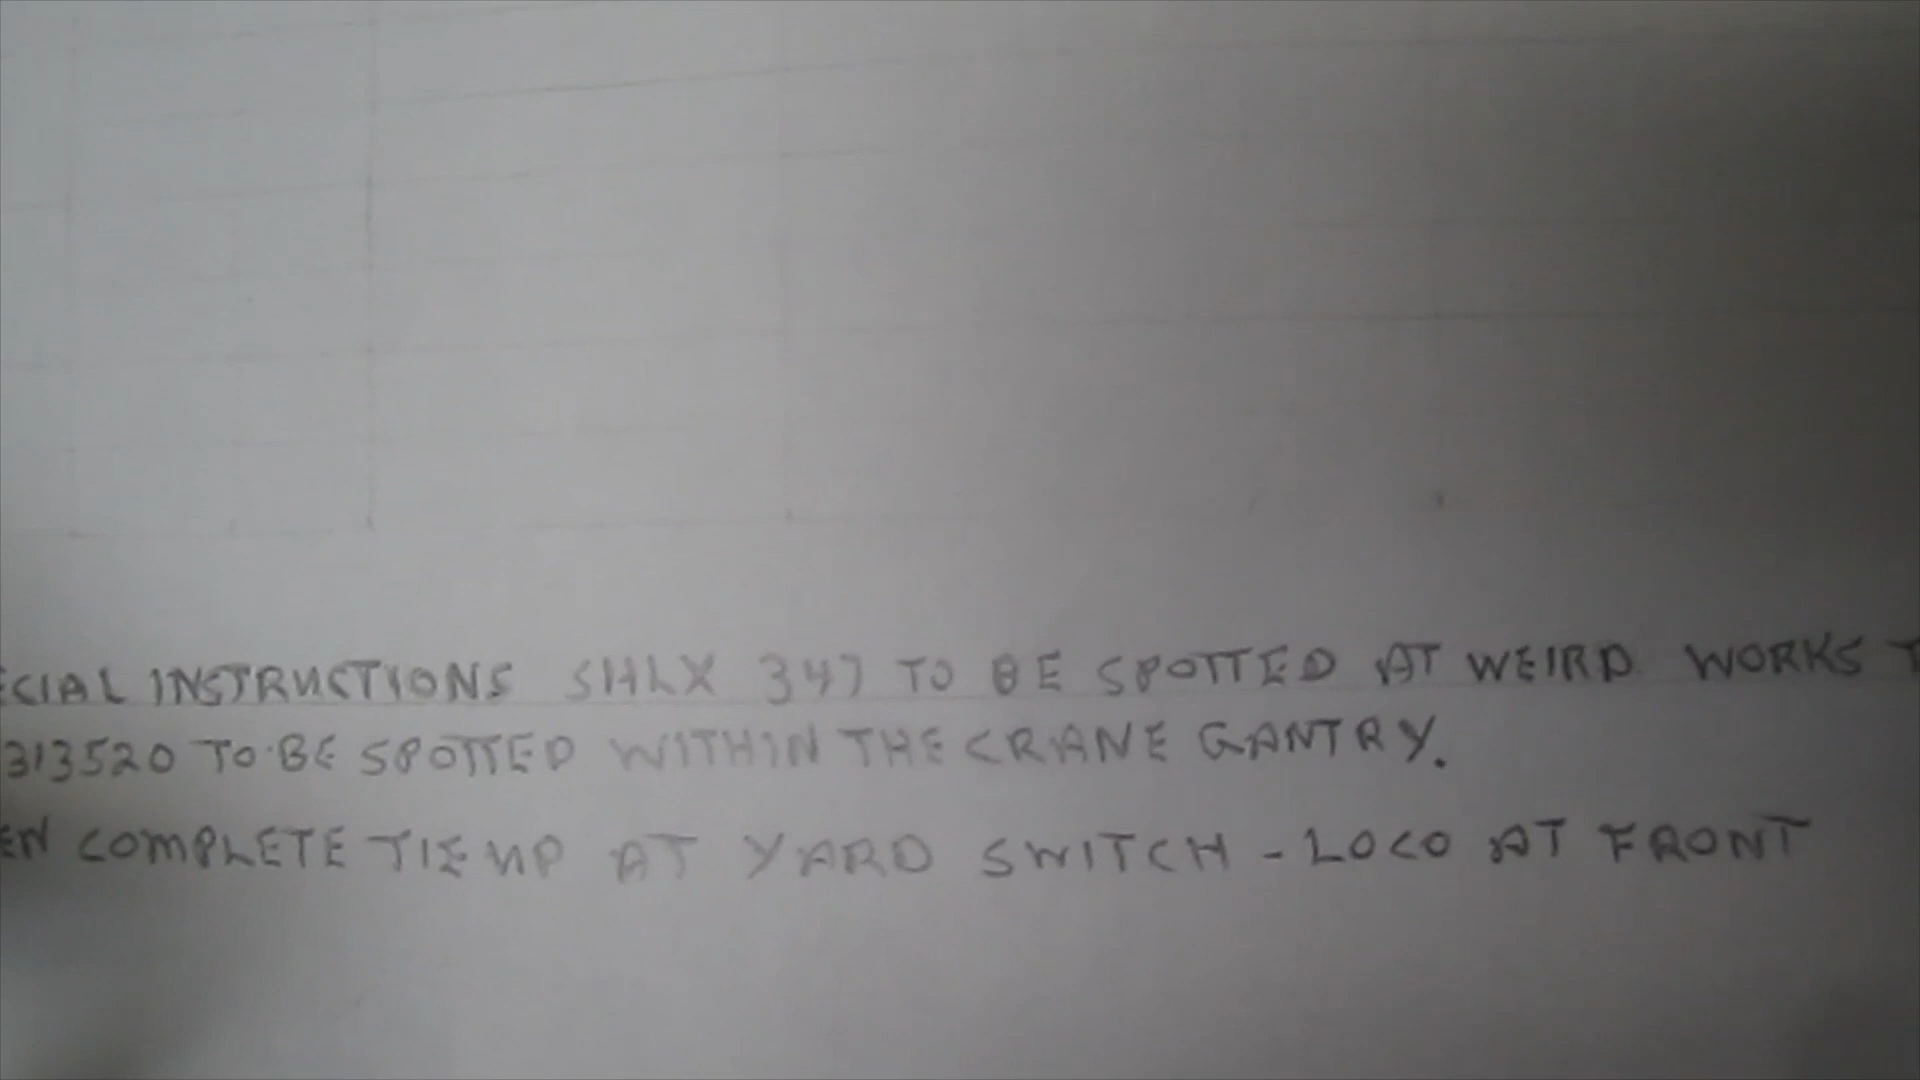 ECIAL INSTRUCTIONS SHLX 347 TO BE SPOTTED AT WEIRD WORKS T
313520 TO BE SPOTTED WITHIN THE CRANE GANTRY.
EN COMPLETE TIE UP AT YARD SWITCH - LOCO AT FRONT